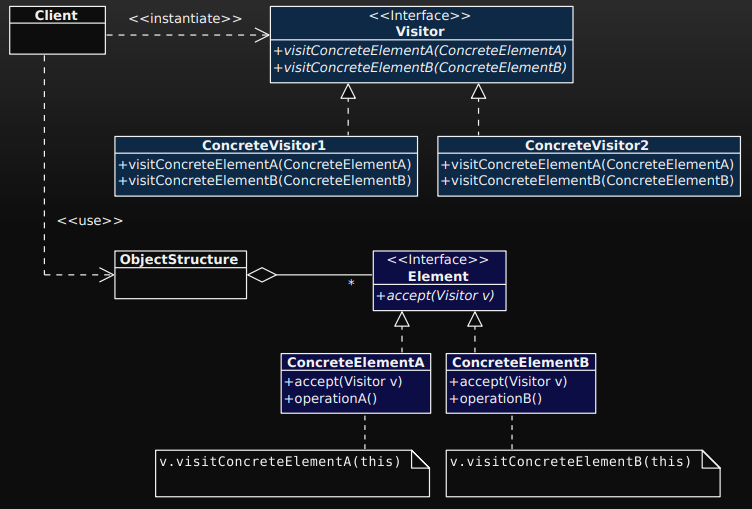 Client
<<instantiate>>
<<Interface>>
Visitor
+visitConcreteElementA(ConcreteElementA)
+visitConcreteElementB(ConcreteElementB)
ConcreteVisitor1
+visitConcreteElementA(ConcreteElementA)
+visitConcreteElementB(ConcreteElementB)
ConcreteVisitor2
+visitConcreteElementA(ConcreteElementA)
+visitConcreteElementB(ConcreteElementB)
<<use>>
ObjectStructure
*
<<Interface>>
Element
+accept(Visitor v)
ConcreteElementA
+accept(Visitor v)
+operationA()
ConcreteElementB
+accept(Visitor v)
+operationB()
v.visitConcreteElementA(this)
v.visitConcreteElementB(this)